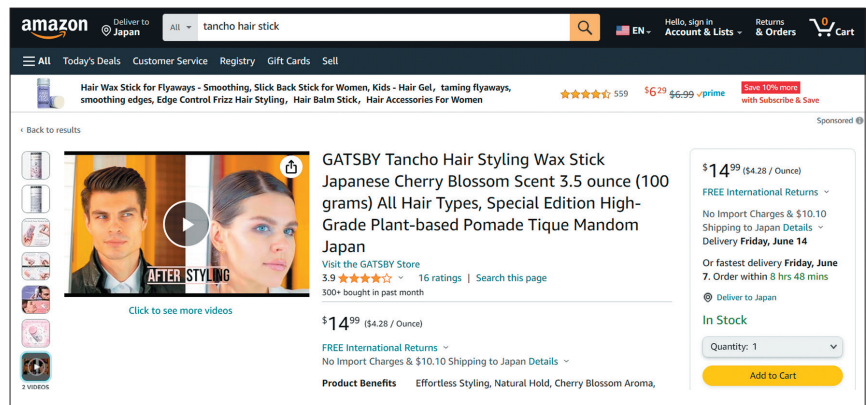 amazon
Deliver to
Japan
All
tancho hair stick
EN
Hello, sign in
Account & Lists
Returns
& Orders
0
Cart
All Today's Deals Customer Service Registry Gift Cards Sell
Hair Wax Stick for Flyaways - Smoothing, Slick Back Stick for Women, Kids - Hair Gel, taming flyaways,
smoothing edges, Edge Control Frizz Hair Styling, Hair Balm Stick, Hair Accessories For Women
559
$6 29 $6.99 prime
Save 10% more
with Subscribe & Save
Sponsored
‹ Back to results
AFTER STYLING
Click to see more videos
2 VIDEOS
GATSBY Tancho Hair Styling Wax Stick
Japanese Cherry Blossom Scent 3.5 ounce (100
grams) All Hair Types, Special Edition High-
Grade Plant-based Pomade Tique Mandom
Japan
Visit the GATSBY Store
3.9 16 ratings | Search this page
300+ bought in past month
$14 99 ($4.28 / Ounce)
FREE International Returns
No Import Charges & $10.10 Shipping to Japan Details
Product Benefits Effortless Styling, Natural Hold, Cherry Blossom Aroma,
$14 99 ($4.28 / Ounce)
FREE International Returns
No Import Charges & $10.10
Shipping to Japan Details
Delivery Friday, June 14
Or fastest delivery Friday, June
7. Order within 8 hrs 48 mins
Deliver to Japan
In Stock
Quantity: 1
Add to Cart